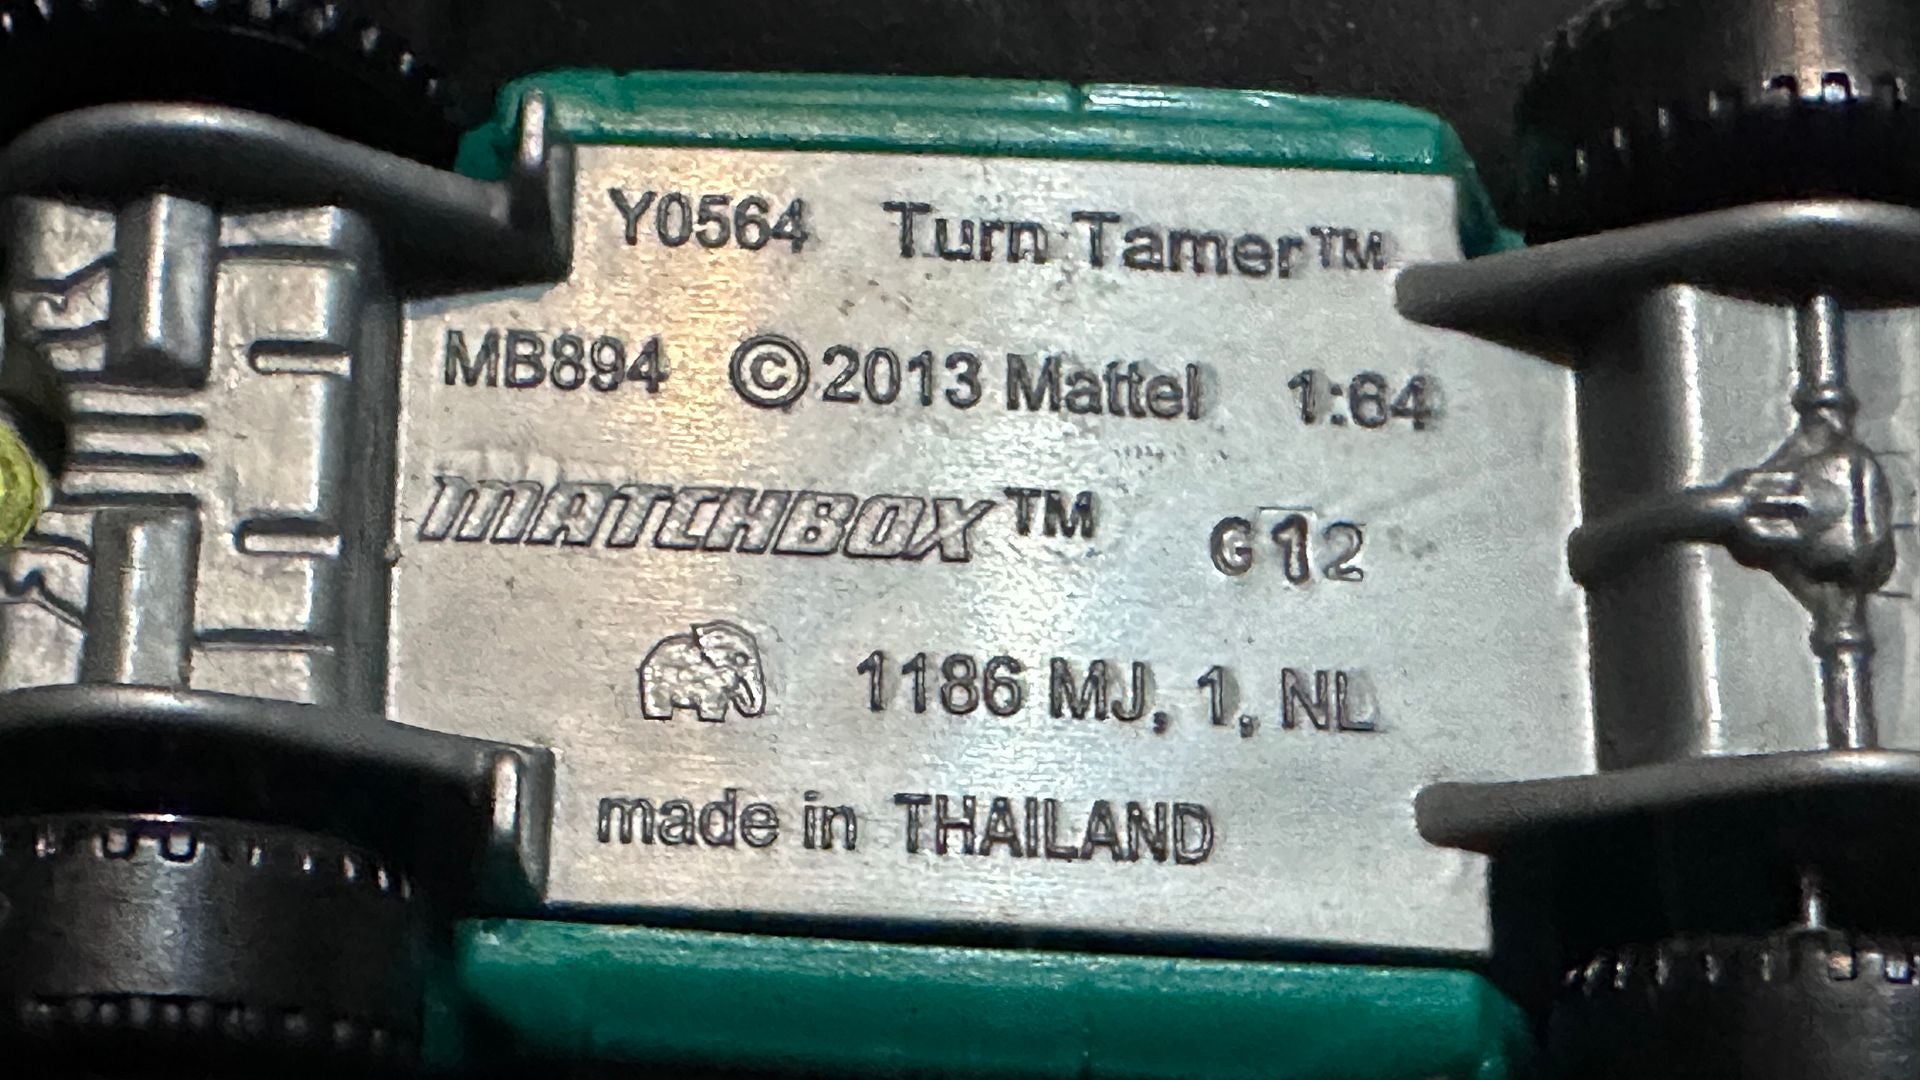 Y0564 Turn Tamer™
MB894 ©2013 Mattel 1:64
MATCHBOX™ G12
1186 MJ, 1, NL
made in THAILAND